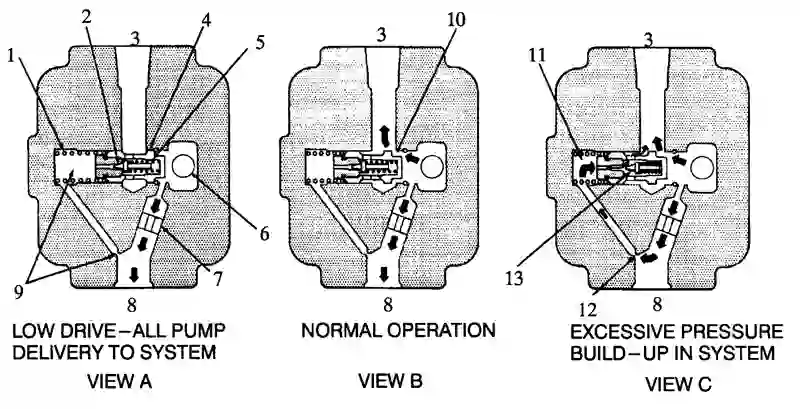 1
2
3
4
5
6
7
8
9
LOW DRIVE–ALL PUMP
DELIVERY TO SYSTEM
VIEW A
3
10
8
NORMAL OPERATION
VIEW B
11
3
13
12
8
EXCESSIVE PRESSURE
BUILD–UP IN SYSTEM
VIEW C